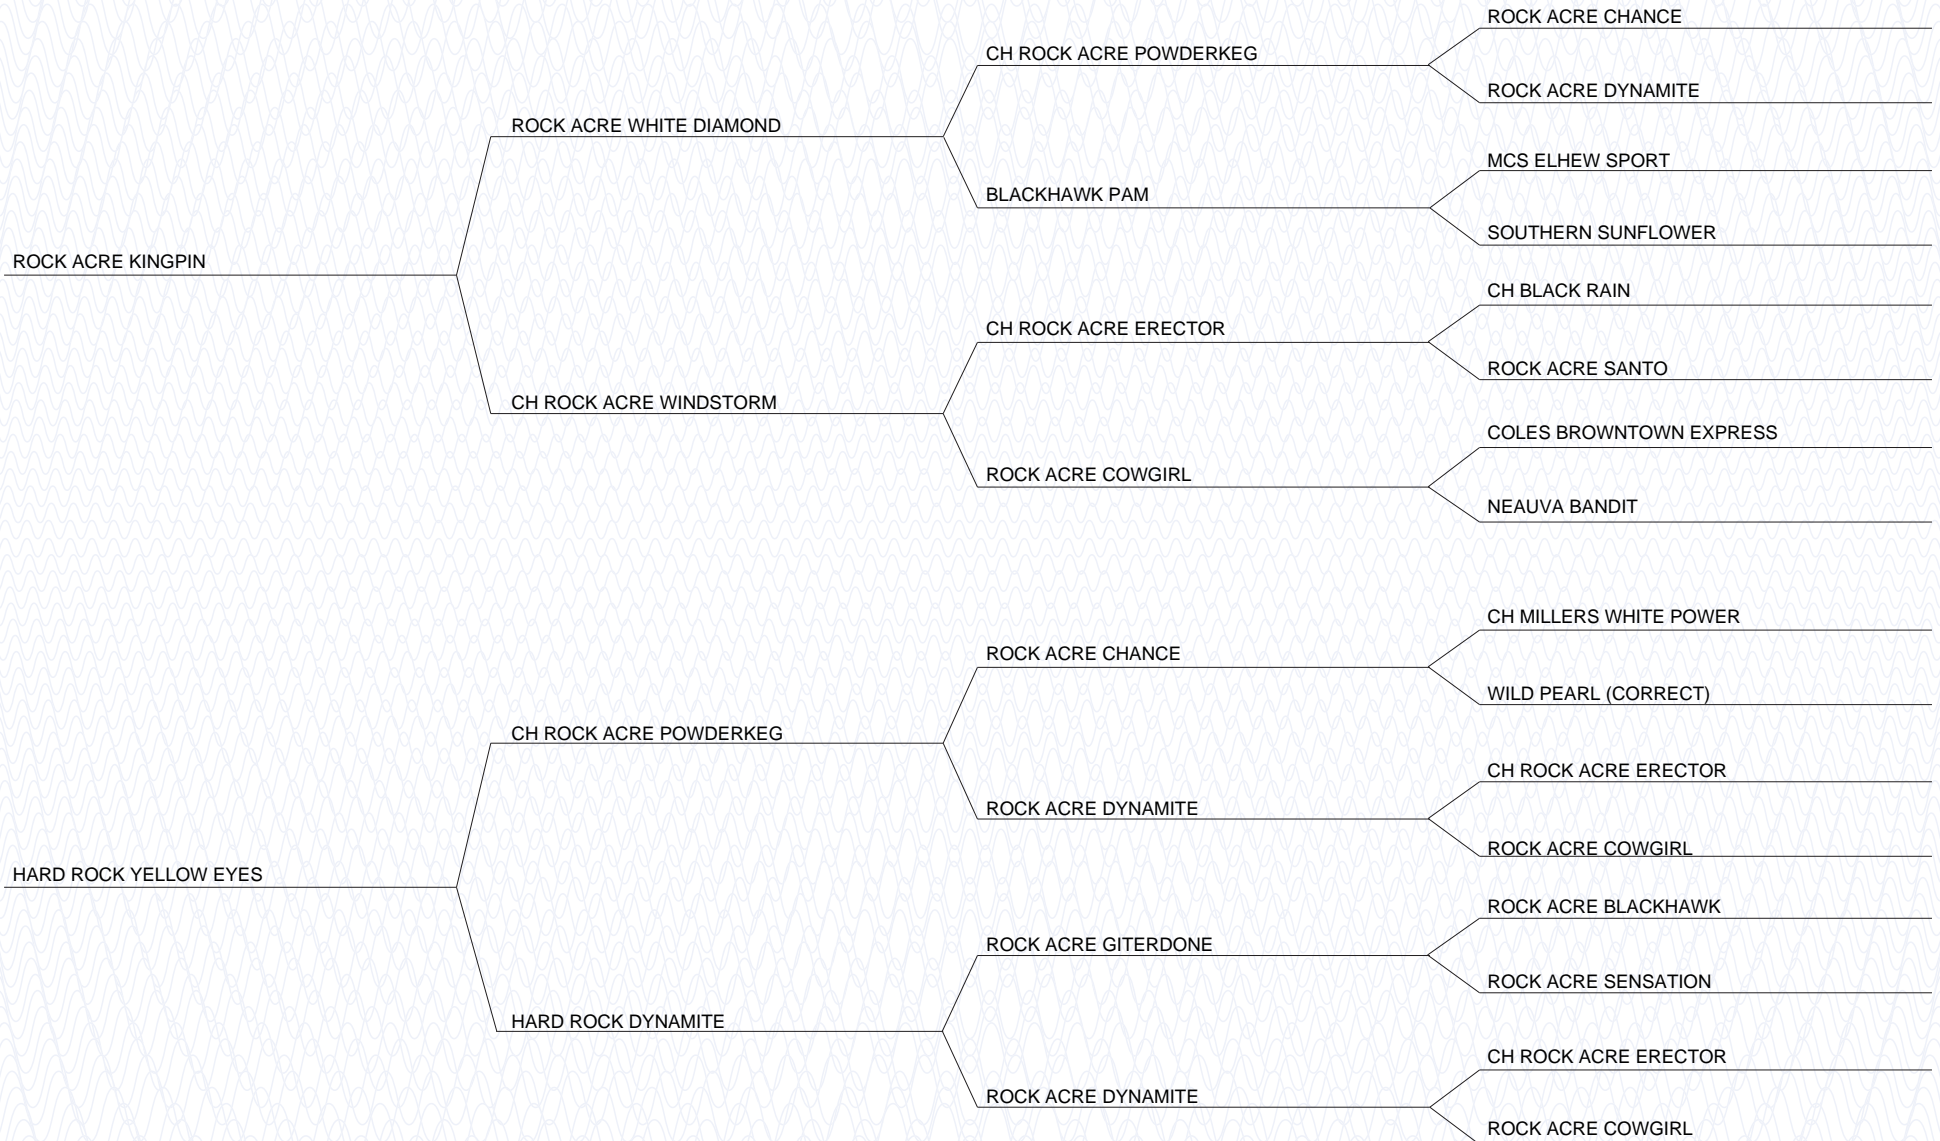 ROCK ACRE CHANCE
CH ROCK ACRE POWDERKEG
ROCK ACRE DYNAMITE
ROCK ACRE WHITE DIAMOND
MCS ELHEW SPORT
BLACKHAWK PAM
SOUTHERN SUNFLOWER
ROCK ACRE KINGPIN
CH BLACK RAIN
CH ROCK ACRE ERECTOR
ROCK ACRE SANTO
CH ROCK ACRE WINDSTORM
COLES BROWNTOWN EXPRESS
ROCK ACRE COWGIRL
NEAUVA BANDIT
CH MILLERS WHITE POWER
ROCK ACRE CHANCE
WILD PEARL (CORRECT)
CH ROCK ACRE POWDERKEG
CH ROCK ACRE ERECTOR
ROCK ACRE DYNAMITE
ROCK ACRE COWGIRL
HARD ROCK YELLOW EYES
ROCK ACRE BLACKHAWK
ROCK ACRE GITERDONE
ROCK ACRE SENSATION
HARD ROCK DYNAMITE
CH ROCK ACRE ERECTOR
ROCK ACRE DYNAMITE
ROCK ACRE COWGIRL